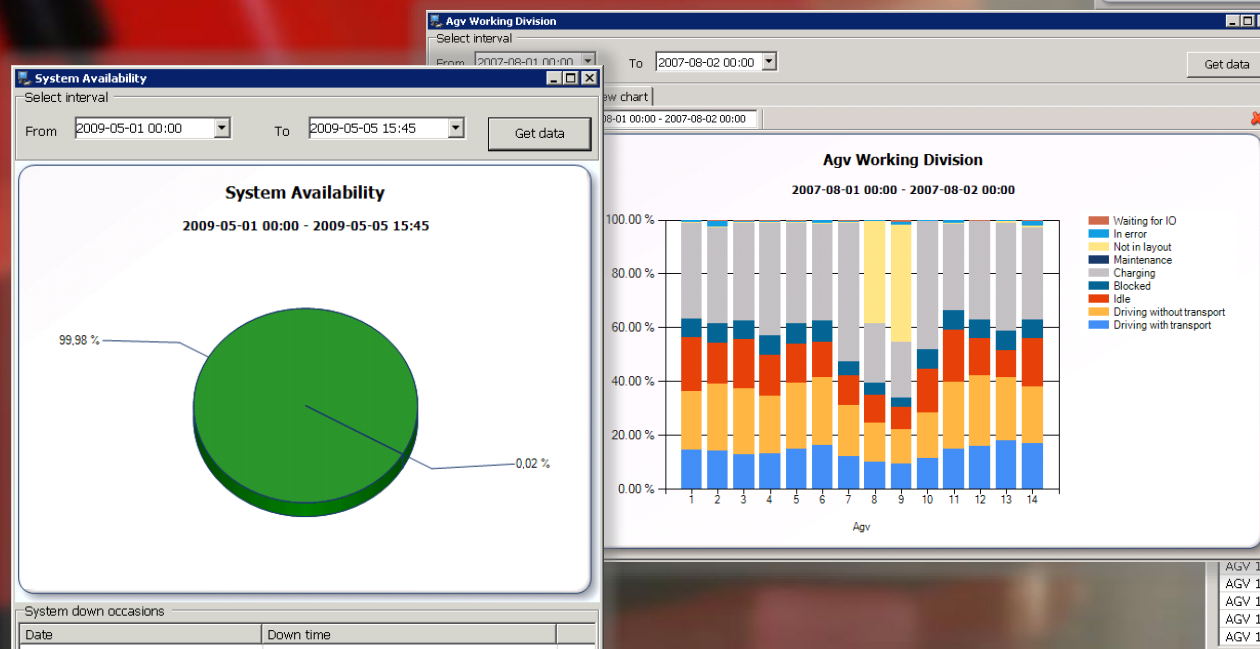 Agv Working Division
Select interval
From 2007-08-01 00:00 To 2007-08-02 00:00 Get data
chart
00:00 - 2007-08-02 00:00
Agv Working Division
2007-08-01 00:00 - 2007-08-02 00:00
100.00 %
80.00 %
60.00 %
40.00 %
20.00 %
0.00 %
1 2 3 4 5 6 7 8 9 10 11 12 13 14
Agv
Waiting for IO
In error
Not in layout
Maintenance
Charging
Blocked
Idle
Driving without transport
Driving with transport
System Availability
Select interval
From 2009-05-01 00:00 To 2009-05-05 15:45 Get data
System Availability
2009-05-01 00:00 - 2009-05-05 15:45
99,98 %
0,02 %
System down occasions
Date Down time
AGV 1
AGV 1
AGV 1
AGV 1
AGV 1